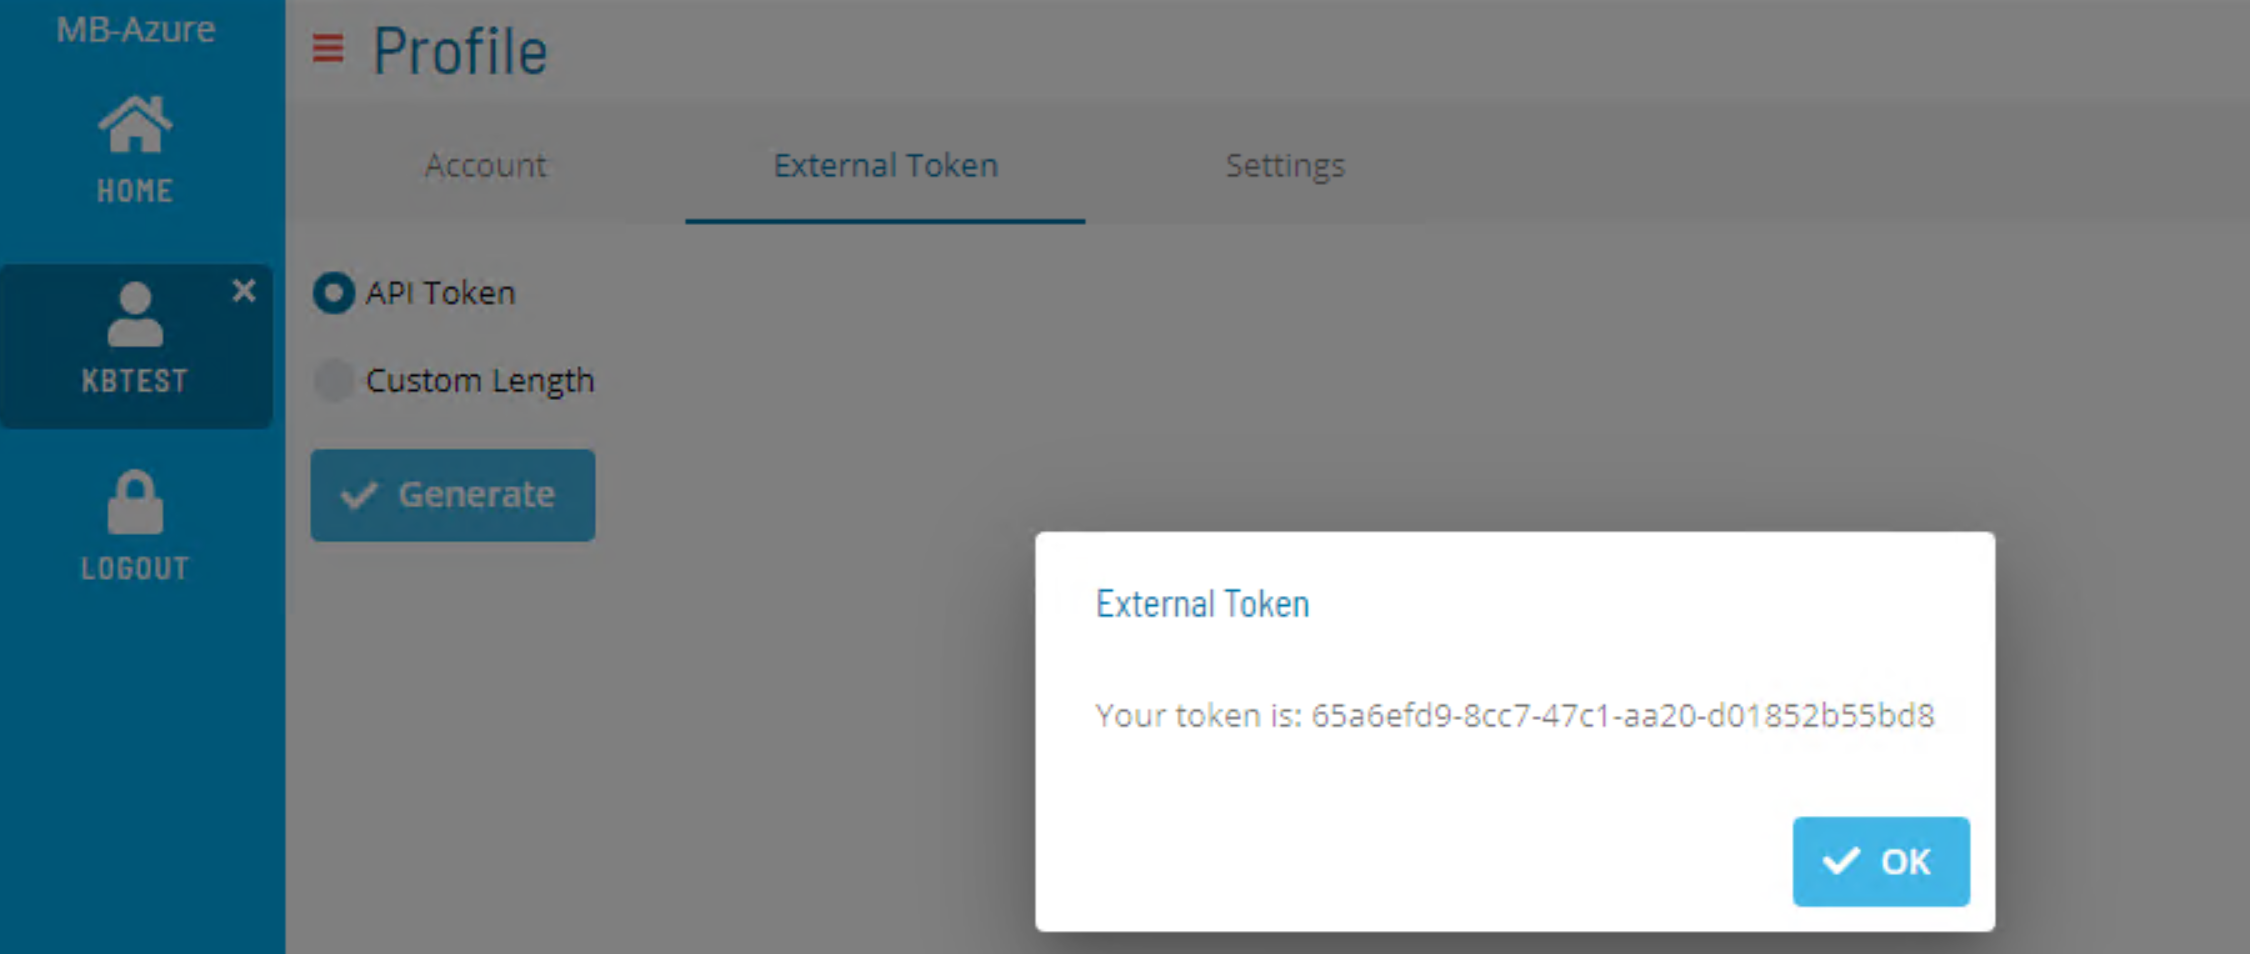 MB-Azure
Profile
HOME
Account
External Token
Settings
KBTEST
API Token
Custom Length
Generate
LOGOUT
External Token
Your token is: 65a6efd9-8cc7-47c1-aa20-d01852b55bd8
OK